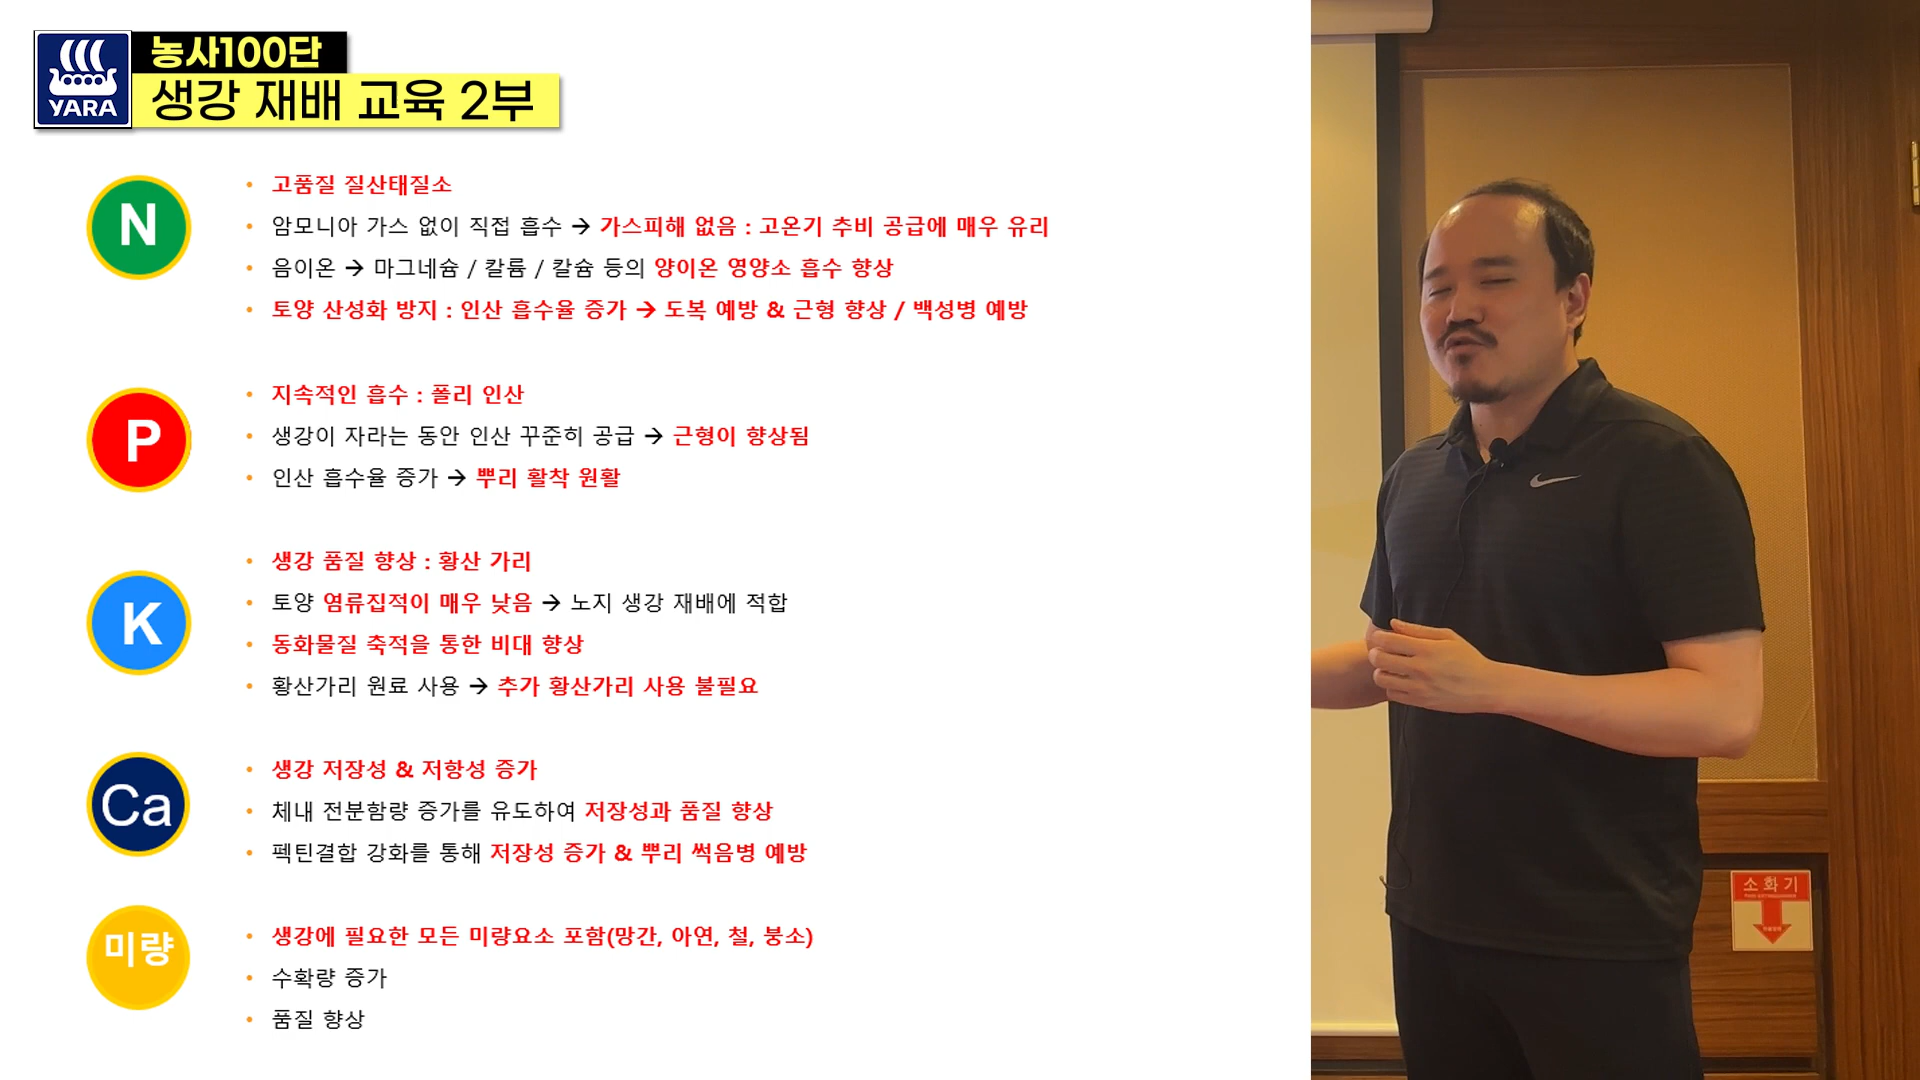 YARA
농사100단
생강 재배 교육 2부
N
• 고품질 질산태질소
• 암모니아 가스 없이 직접 흡수 → 가스피해 없음 : 고온기 추비 공급에 매우 유리
• 음이온 → 마그네슘 / 칼륨 / 칼슘 등의 양이온 영양소 흡수 향상
• 토양 산성화 방지 : 인산 흡수율 증가 → 도복 예방 & 근형 향상 / 백성병 예방
P
• 지속적인 흡수 : 폴리 인산
• 생강이 자라는 동안 인산 꾸준히 공급 → 근형이 향상됨
• 인산 흡수율 증가 → 뿌리 활착 원활
K
• 생강 품질 향상 : 황산 가리
• 토양 염류집적이 매우 낮음 → 노지 생강 재배에 적합
• 동화물질 축적을 통한 비대 향상
• 황산가리 원료 사용 → 추가 황산가리 사용 불필요
Ca
• 생강 저장성 & 저항성 증가
• 체내 전분함량 증가를 유도하여 저장성과 품질 향상
• 펙틴결합 강화를 통해 저장성 증가 & 뿌리 썩음병 예방
미량
• 생강에 필요한 모든 미량요소 포함(망간, 아연, 철, 붕소)
• 수확량 증가
• 품질 향상
소화기